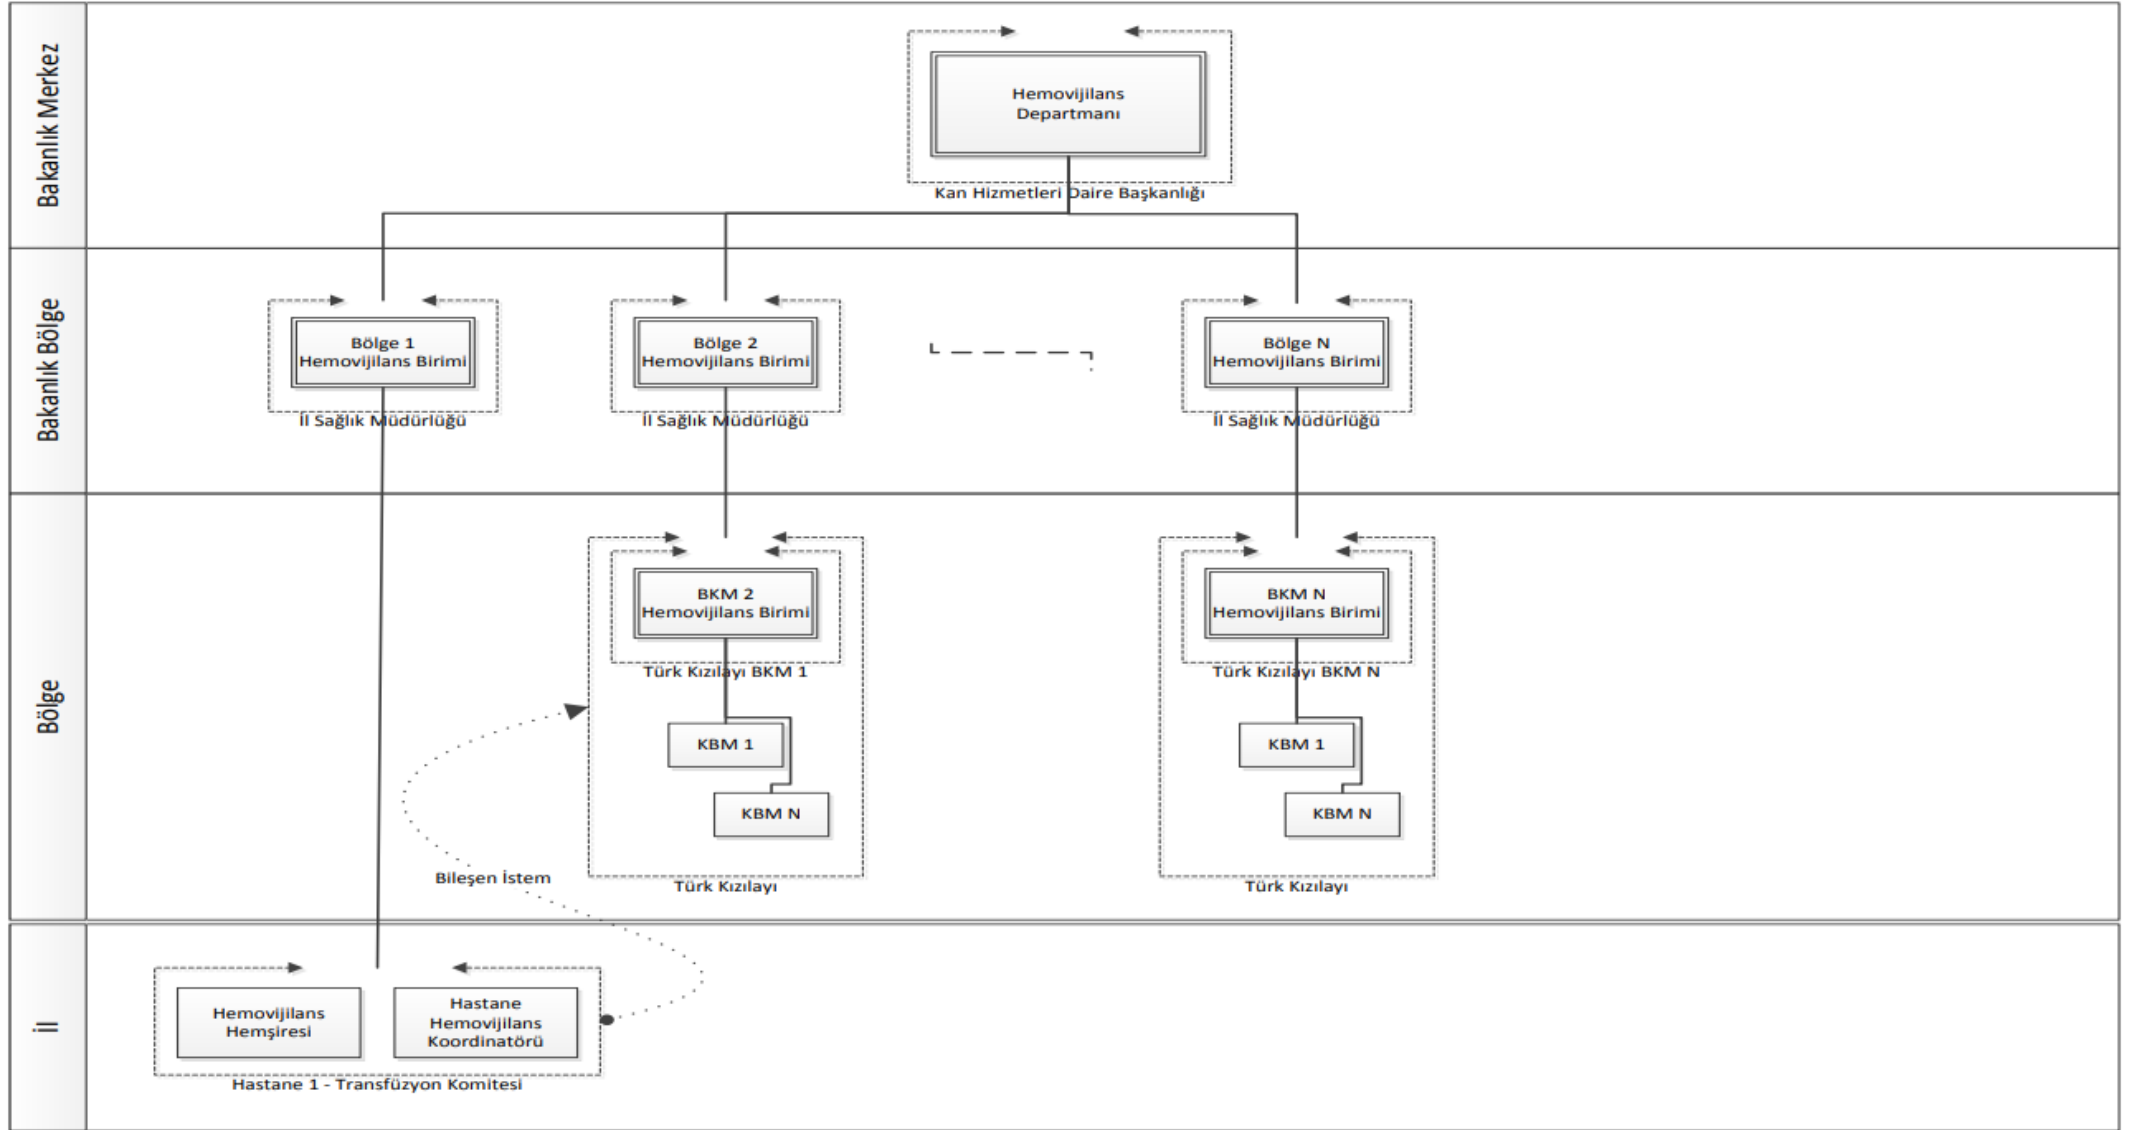 Bakanlık Merkez
Hemovijilans
Departmanı
Kan Hizmetleri Daire Başkanlığı
Bakanlık Bölge
Bölge 1
Hemovijilans Birimi
İl Sağlık Müdürlüğü
Bölge 2
Hemovijilans Birimi
İl Sağlık Müdürlüğü
Bölge N
Hemovijilans Birimi
İl Sağlık Müdürlüğü
Bölge
BKM 2
Hemovijilans Birimi
Türk Kızılayı BKM 1
KBM 1
KBM N
Türk Kızılayı
BKM N
Hemovijilans Birimi
Türk Kızılayı BKM N
KBM 1
KBM N
Türk Kızılayı
Bileşen İstem
İl
Hemovijilans
Hemşiresi
Hastane
Hemovijilans
Koordinatörü
Hastane 1 - Transfüzyon Komitesi